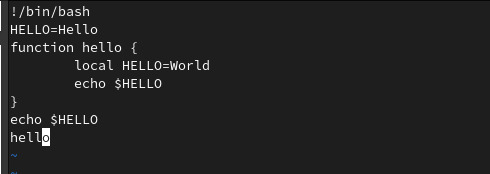 !/bin/bash
HELLO=Hello
function hello {
        local HELLO=World
        echo $HELLO
}
echo $HELLO
hello
~
~